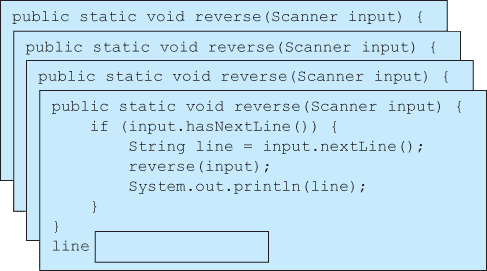 public static void reverse(Scanner input) {
public static void reverse(Scanner input) {
public static void reverse(Scanner input) {
public static void reverse(Scanner input) {
    if (input.hasNextLine()) {
        String line = input.nextLine();
        reverse(input);
        System.out.println(line);
    }
}
line